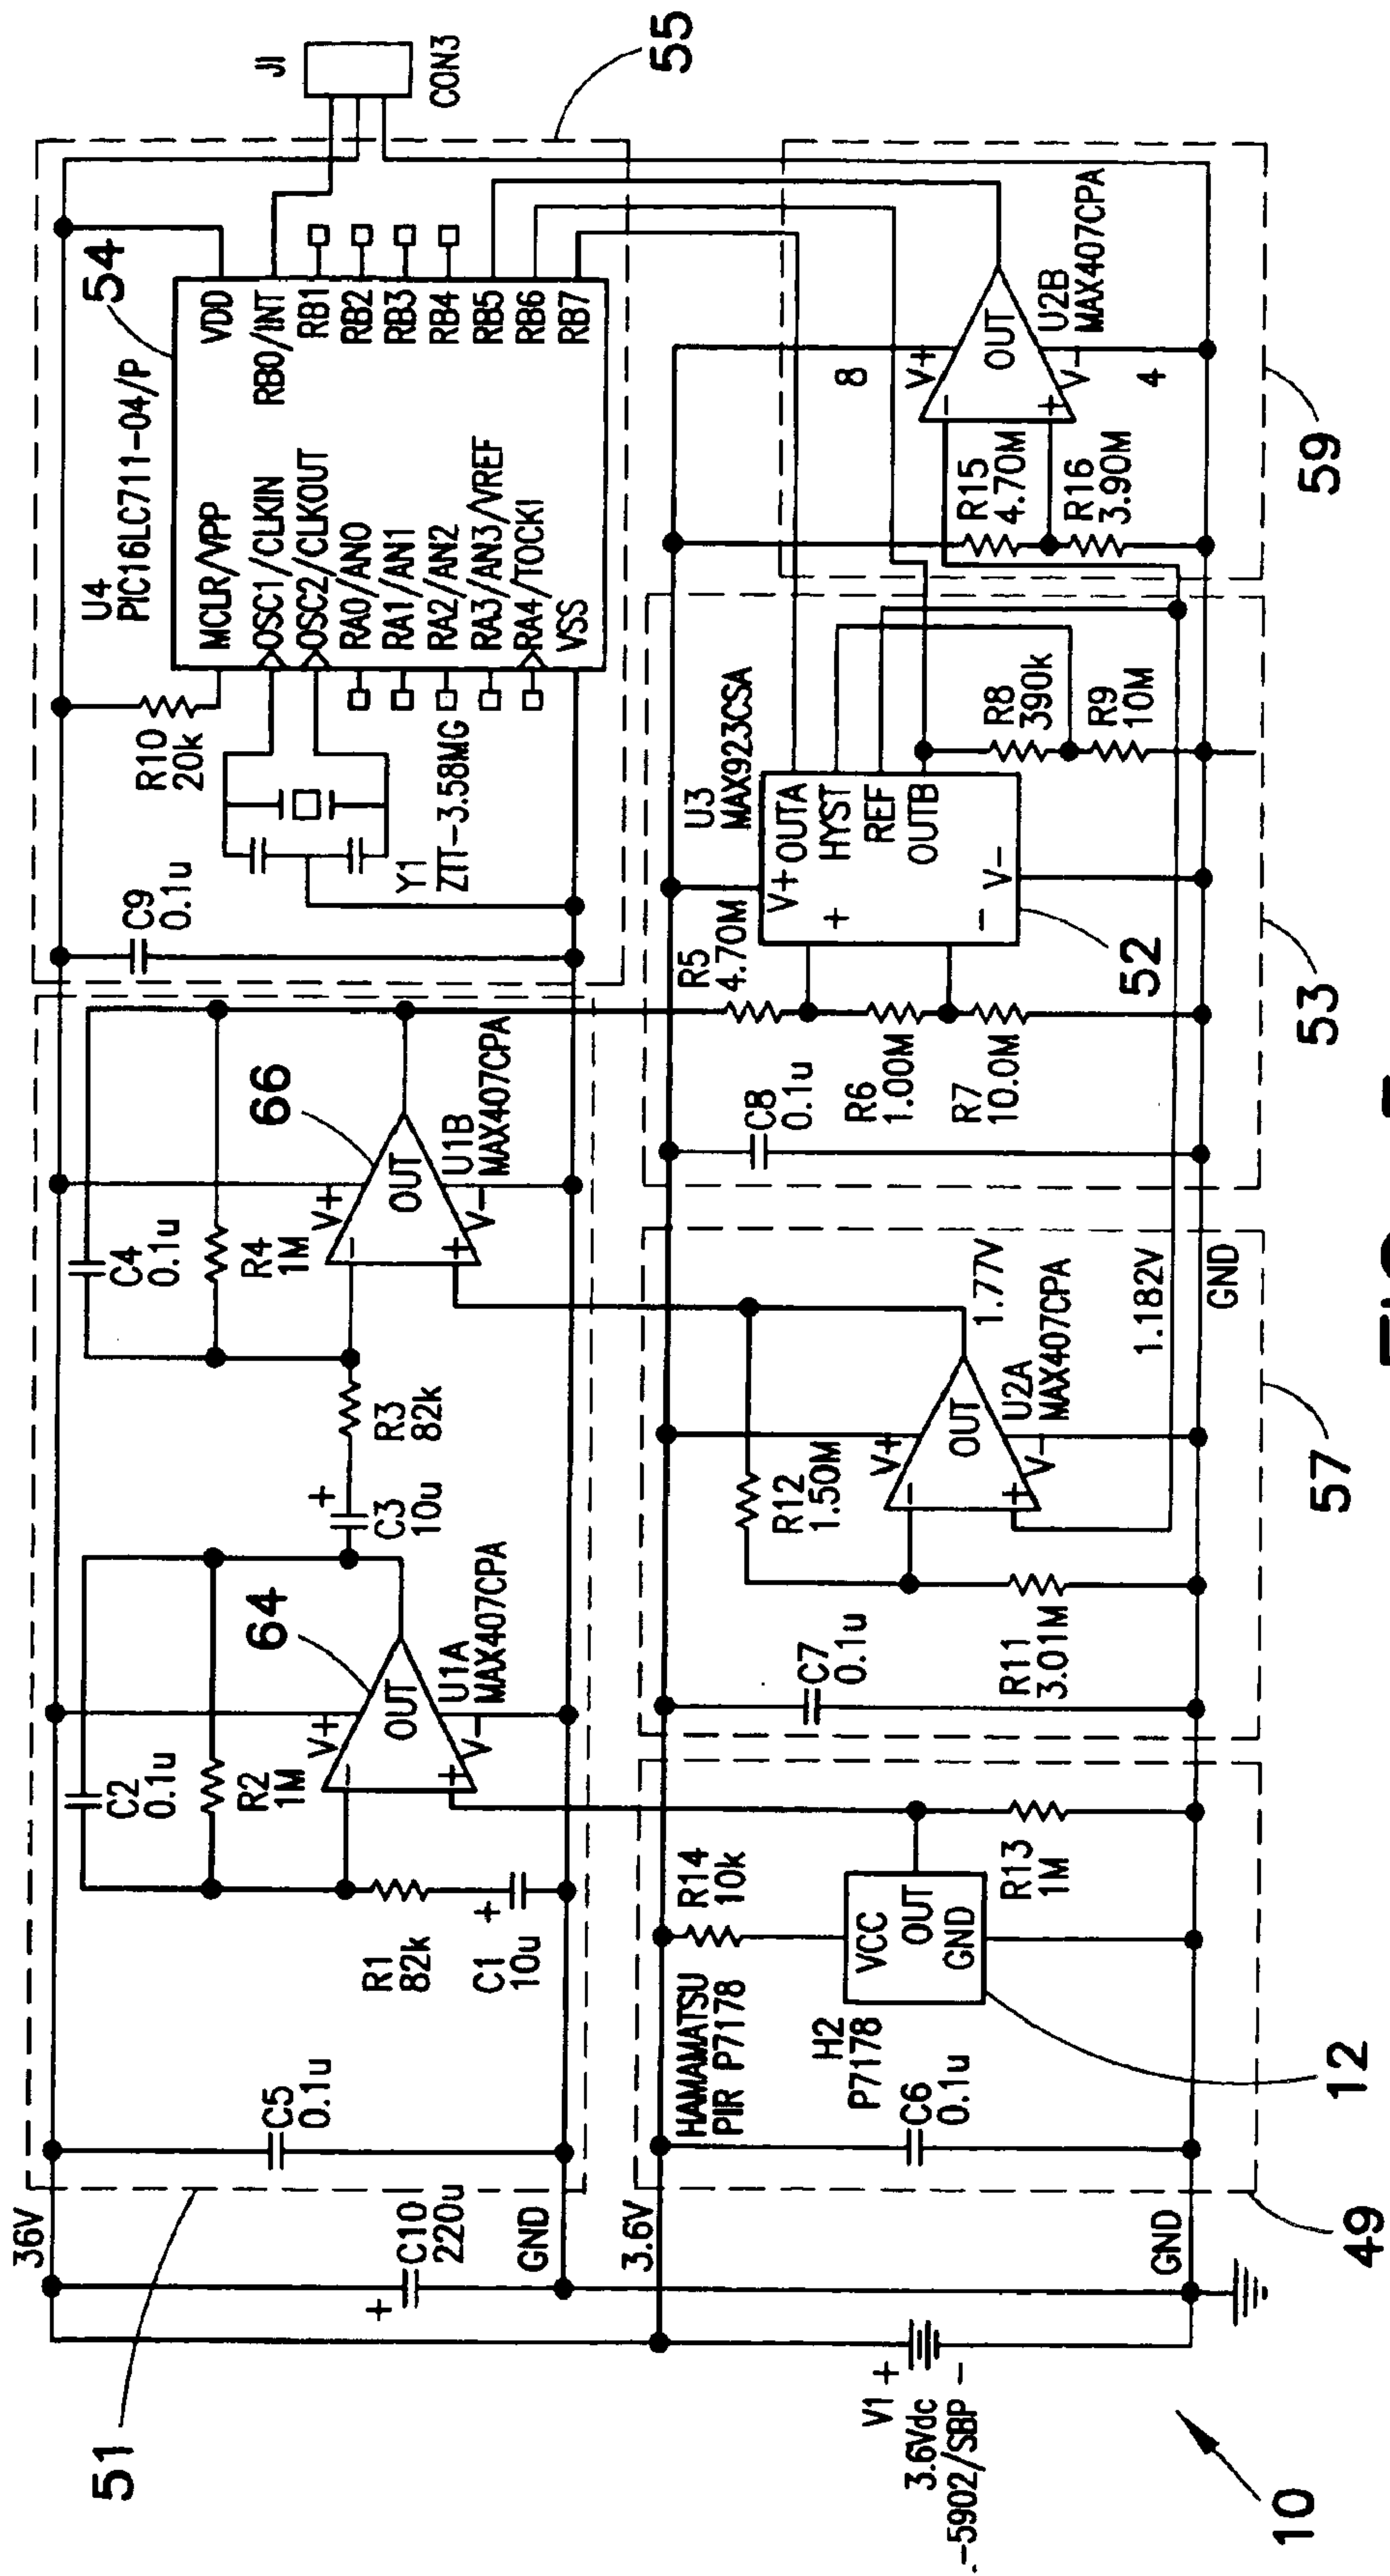 51
36V
C10
220u
+
GND
C5
0.1u
C2
0.1u
R2
1M
R1
82k
+
C1
10u
64
V+
OUT
V-
-
+
U1A
MAX407CPA
+
C3
10u
R3
82k
C4
0.1u
R4
1M
66
V+
OUT
V-
-
+
U1B
MAX407CPA
C9
0.1u
R10
20k
Y1
ZTT-3.58MG
U4
PIC16LC711-04/P
54
MCLR/VPP
OSC1/CLKIN
OSC2/CLKOUT
RA0/AN0
RA1/AN1
RA2/AN2
RA3/AN3/VREF
RA4/TOCKI
VSS
VDD
RB0/INT
RB1
RB2
RB3
RB4
RB5
RB6
RB7
J1
CON3
55
V1 +
3.6Vdc
-5902/SBP -
10
3.6V
GND
49
HAMAMATSU
PIR P7178
R14
10k
H2
P7178
VCC
OUT
GND
C6
0.1u
12
R13
1M
C7
0.1u
R11
3.01M
R12
1.50M
V+
OUT
V-
-
+
U2A
MAX407CPA
1.77V
1.182V
GND
57
C8
0.1u
R5
4.70M
R6
1.00M
R7
10.0M
U3
MAX923CSA
V+
OUTA
HYST
REF
OUTB
+
-
V-
52
R8
390k
R9
10M
53
R15
4.70M
R16
3.90M
8
V+
OUT
V-
-
+
4
U2B
MAX407CPA
59